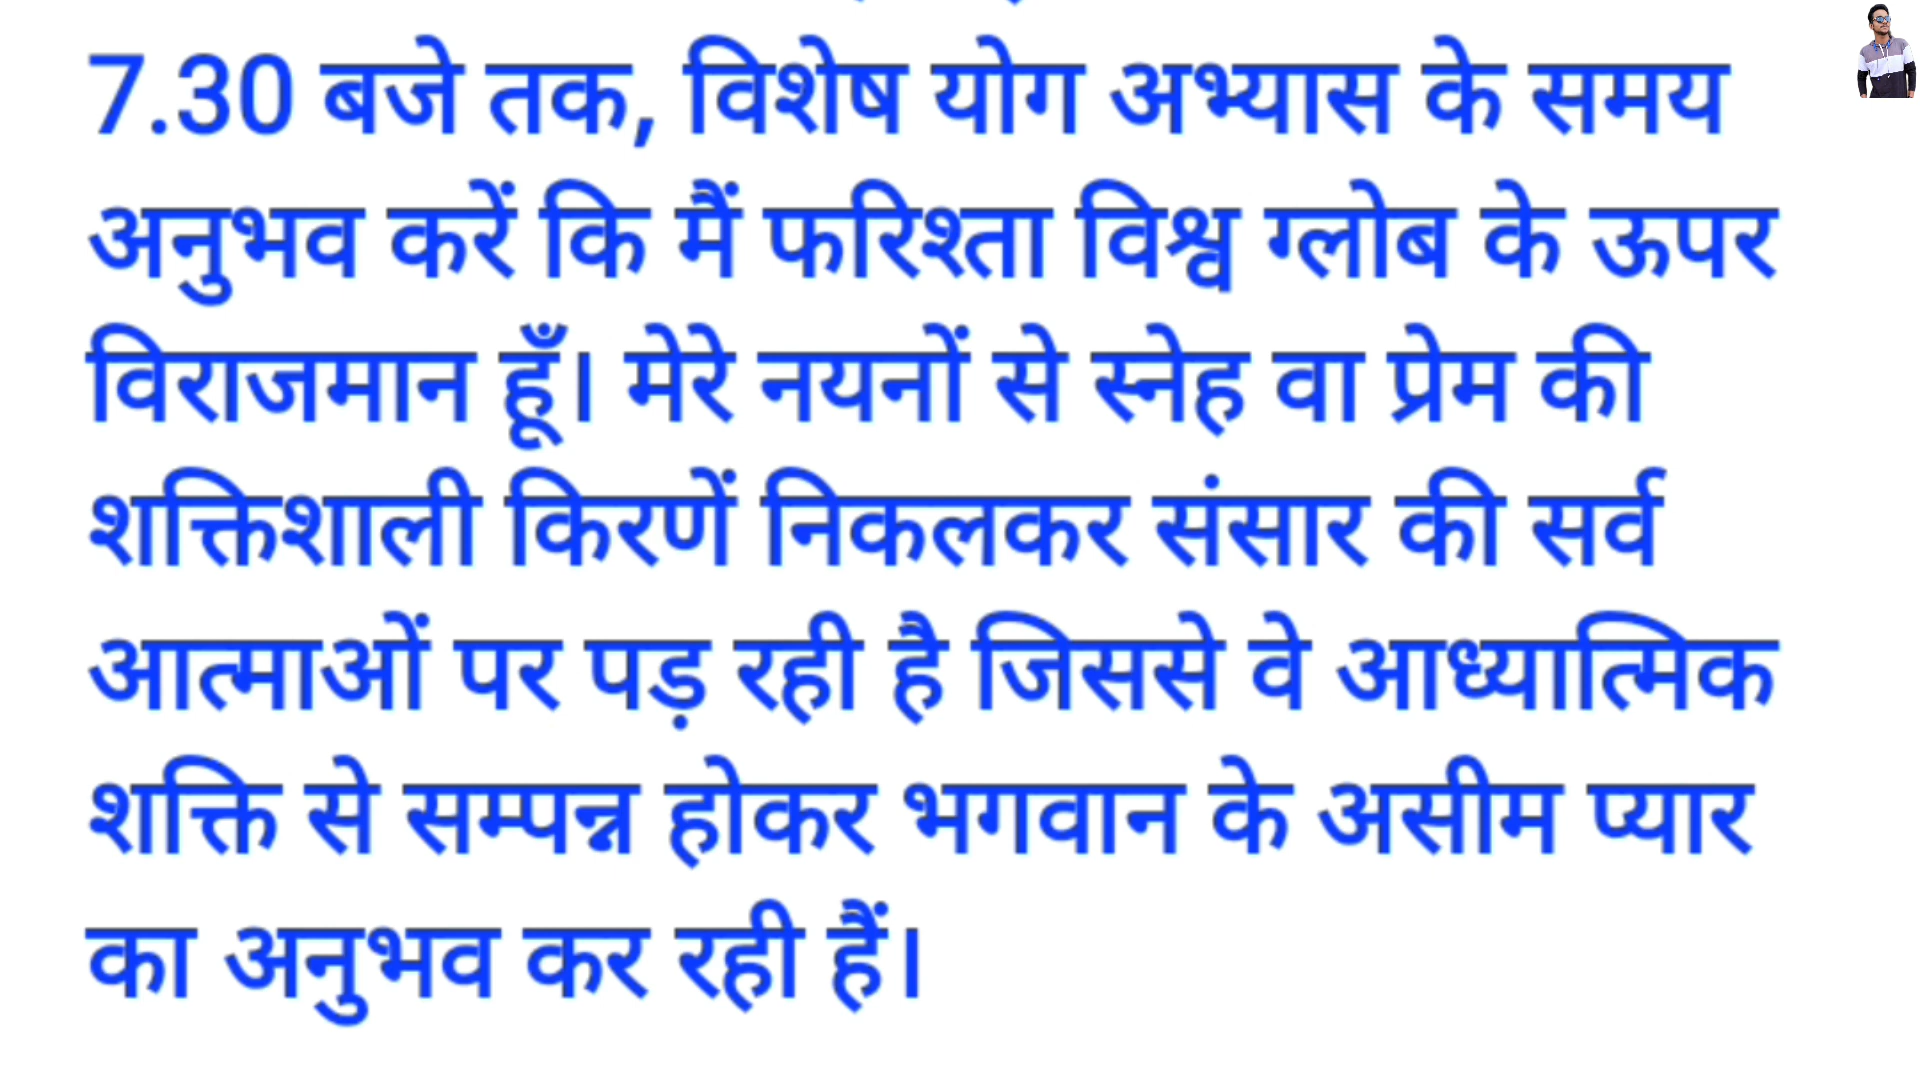 7.30 बजे तक, विशेष योग अभ्यास के समय
अनुभव करें कि मैं फरिश्ता विश्व ग्लोब के ऊपर
विराजमान हूँ। मेरे नयनों से स्नेह वा प्रेम की
शक्तिशाली किरणें निकलकर संसार की सर्व
आत्माओं पर पड़ रही है जिससे वे आध्यात्मिक
शक्ति से सम्पन्न होकर भगवान के असीम प्यार
का अनुभव कर रही हैं।